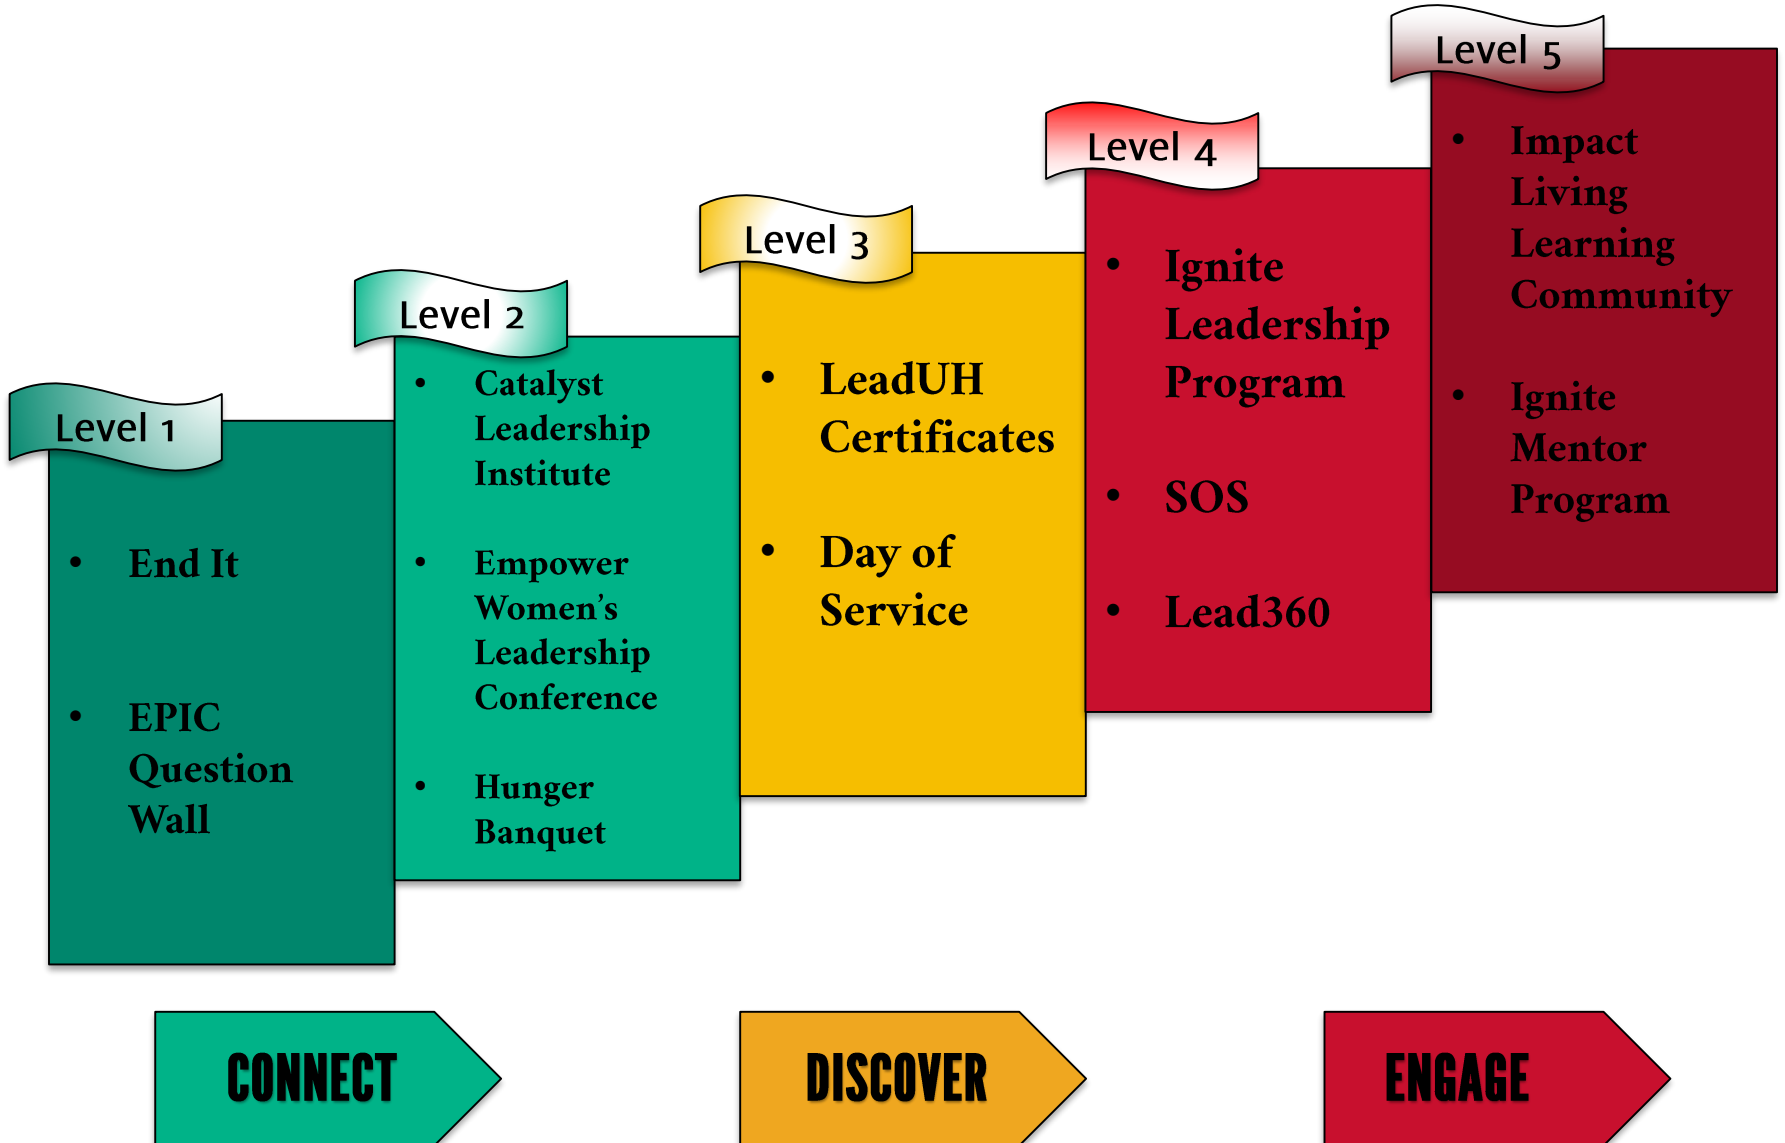 Level 1
• End It
• EPIC
Question
Wall
Level 2
• Catalyst
Leadership
Institute
• Empower
Women’s
Leadership
Conference
• Hunger
Banquet
Level 3
• LeadUH
Certificates
• Day of
Service
Level 4
• Ignite
Leadership
Program
• SOS
• Lead360
Level 5
• Impact
Living
Learning
Community
• Ignite
Mentor
Program
CONNECT
DISCOVER
ENGAGE